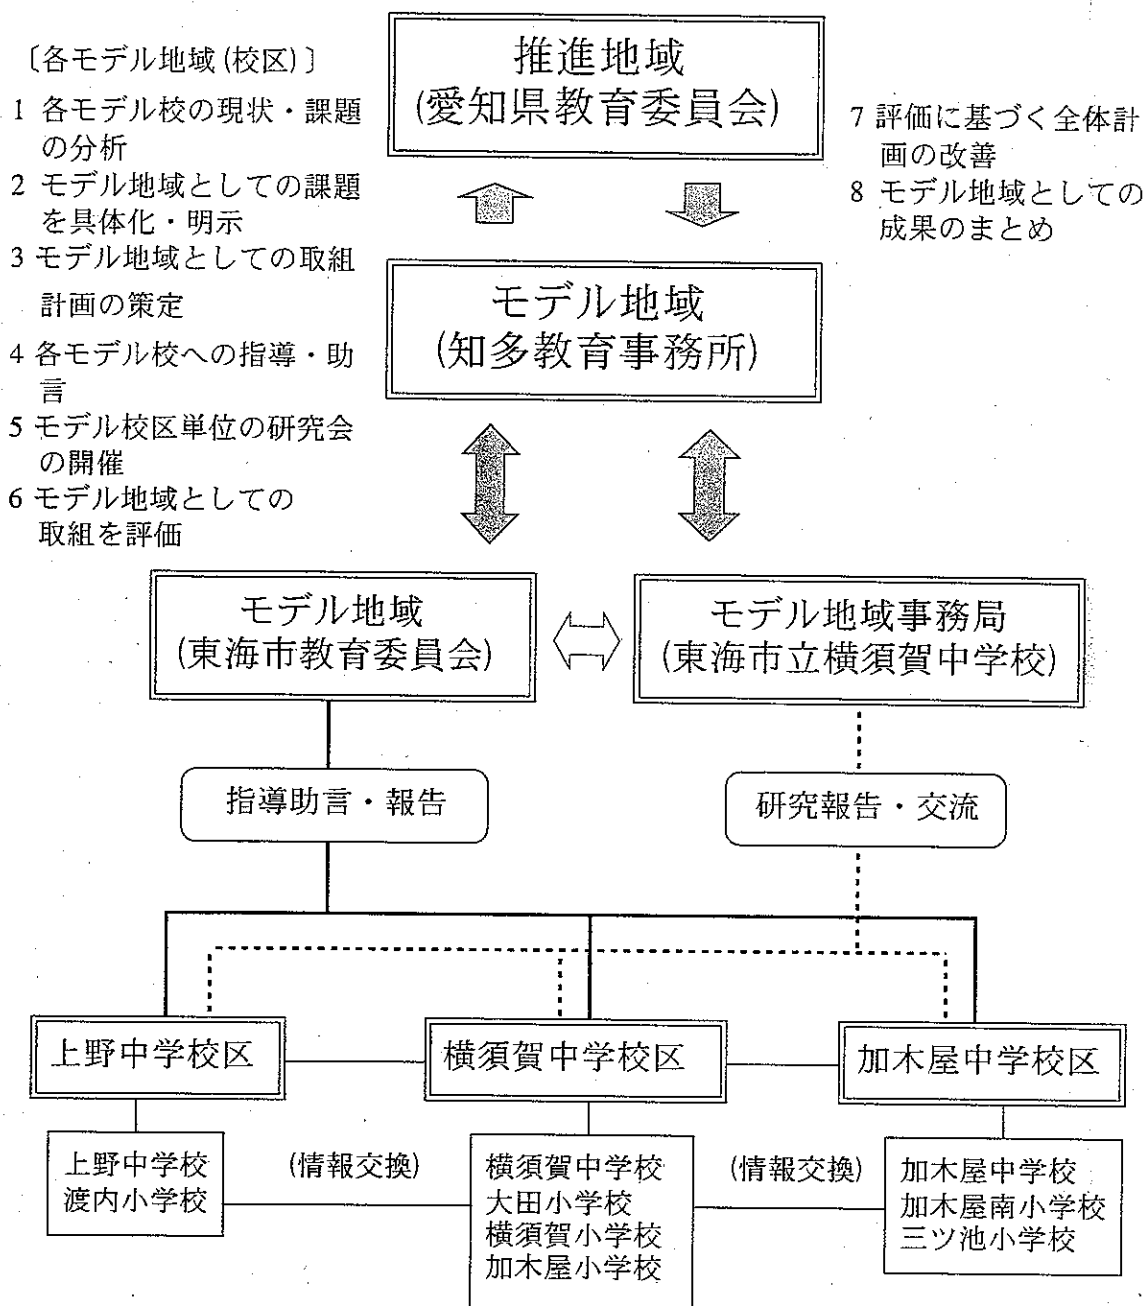 〔各モデル地域(校区)〕
1 各モデル校の現状・課題
の分析
2 モデル地域としての課題
を具体化・明示
3 モデル地域としての取組
計画の策定
4 各モデル校への指導・助
言
5 モデル校区単位の研究会
の開催
6 モデル地域としての
取組を評価
推進地域
(愛知県教育委員会)
7 評価に基づく全体計
画の改善
8 モデル地域としての
成果のまとめ
モデル地域
(知多教育事務所)
モデル地域
(東海市教育委員会)
モデル地域事務局
(東海市立横須賀中学校)
指導助言・報告
研究報告・交流
上野中学校区
横須賀中学校区
加木屋中学校区
上野中学校
渡内小学校
(情報交換)
横須賀中学校
大田小学校
横須賀小学校
加木屋小学校
(情報交換)
加木屋中学校
加木屋南小学校
三ツ池小学校